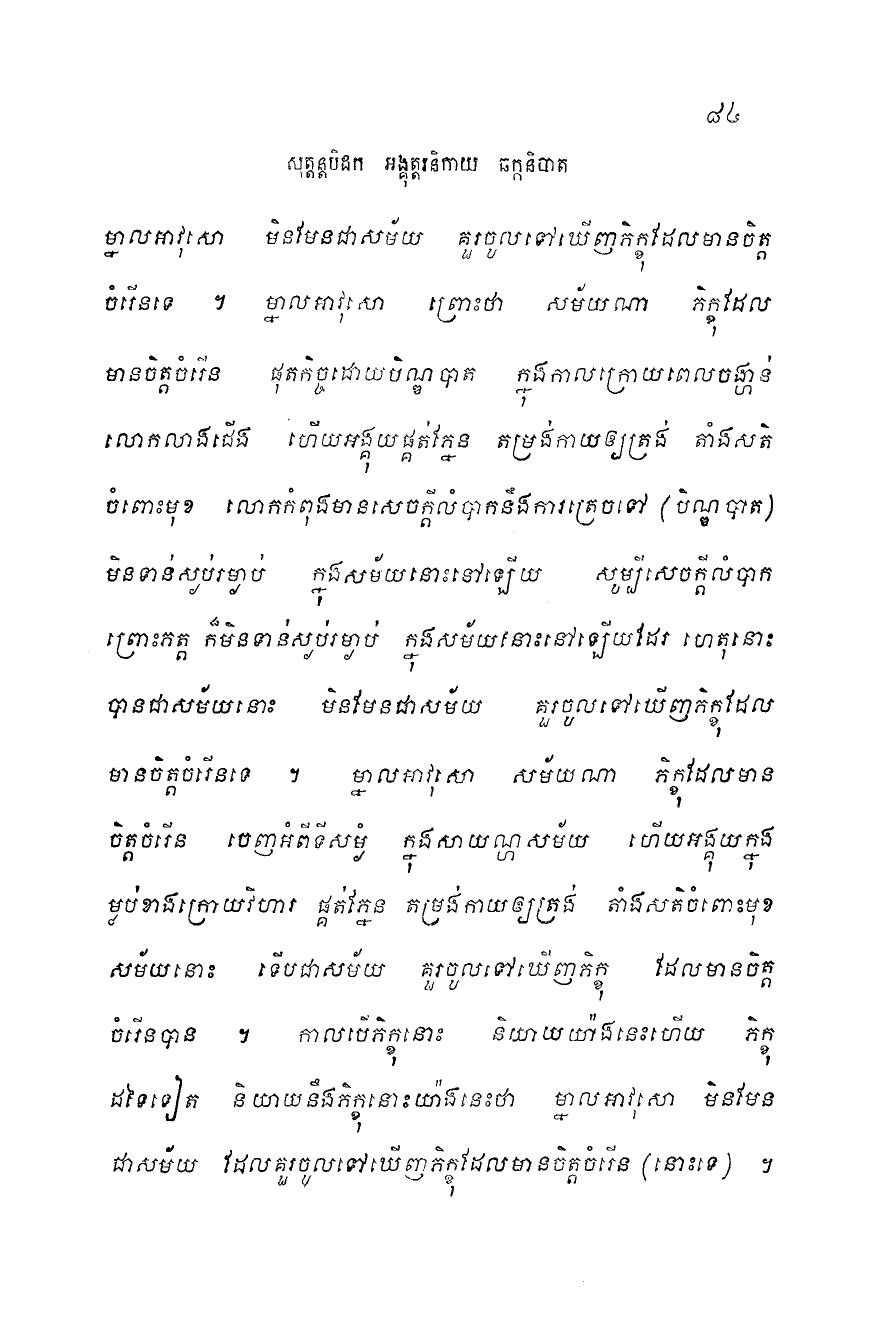 ៨៤
សុត្តន្តបិដក អង្គុត្តរនិកាយ ឆក្កនិបាត
ម្នាលអាវុសោ មិនមែនជាសម័យ គួរចូលទៅឃើញភិក្ខុដែលមានចិត្ត
ចំរើនទេ ។ ម្នាលអាវុសោ ព្រោះថា សម័យណា ភិក្ខុដែល
មានចិត្តចំរើន ផុតកិច្ចដោយបិណ្ឌបាត ក្នុងកាលក្រោយពេលចង្ហាន់
លោកលាងជើង ហើយអង្គុយផ្គត់ភ្នែន តម្រង់កាយឲ្យត្រង់ តាំងសតិ
ចំពោះមុខ លោកកំពុងមានសេចក្តីលំបាកនឹងការត្រេចទៅ (បិណ្ឌបាត)
មិនទាន់ស្ងប់រម្ងាប់ ក្នុងសម័យនោះនៅឡើយ សូម្បីសេចក្តីលំបាក
ព្រោះភត្ត ក៏មិនទាន់ស្ងប់រម្ងាប់ ក្នុងសម័យនោះនៅឡើយដែរ ហេតុនោះ
បានជាសម័យនោះ មិនមែនជាសម័យ គួរចូលទៅឃើញភិក្ខុដែល
មានចិត្តចំរើនទេ ។ ម្នាលអាវុសោ សម័យណា ភិក្ខុដែលមាន
ចិត្តចំរើន ចេញអំពីទីសម្ងំ ក្នុងសាយណ្ហសម័យ ហើយអង្គុយក្នុង
ម្លប់ខាងក្រោយវិហារ ផ្គត់ភ្នែន តម្រង់កាយឲ្យត្រង់ តាំងសតិចំពោះមុខ
សម័យនោះ ទើបជាសម័យ គួរចូលទៅឃើញភិក្ខុ ដែលមានចិត្ត
ចំរើនបាន ។ កាលបើភិក្ខុនោះ និយាយយ៉ាងនេះហើយ ភិក្ខុ
ដទៃទៀត និយាយនឹងភិក្ខុនោះយ៉ាងនេះថា ម្នាលអាវុសោ មិនមែន
ជាសម័យ ដែលគួរចូលទៅឃើញភិក្ខុដែលមានចិត្តចំរើន (នោះទេ) ។